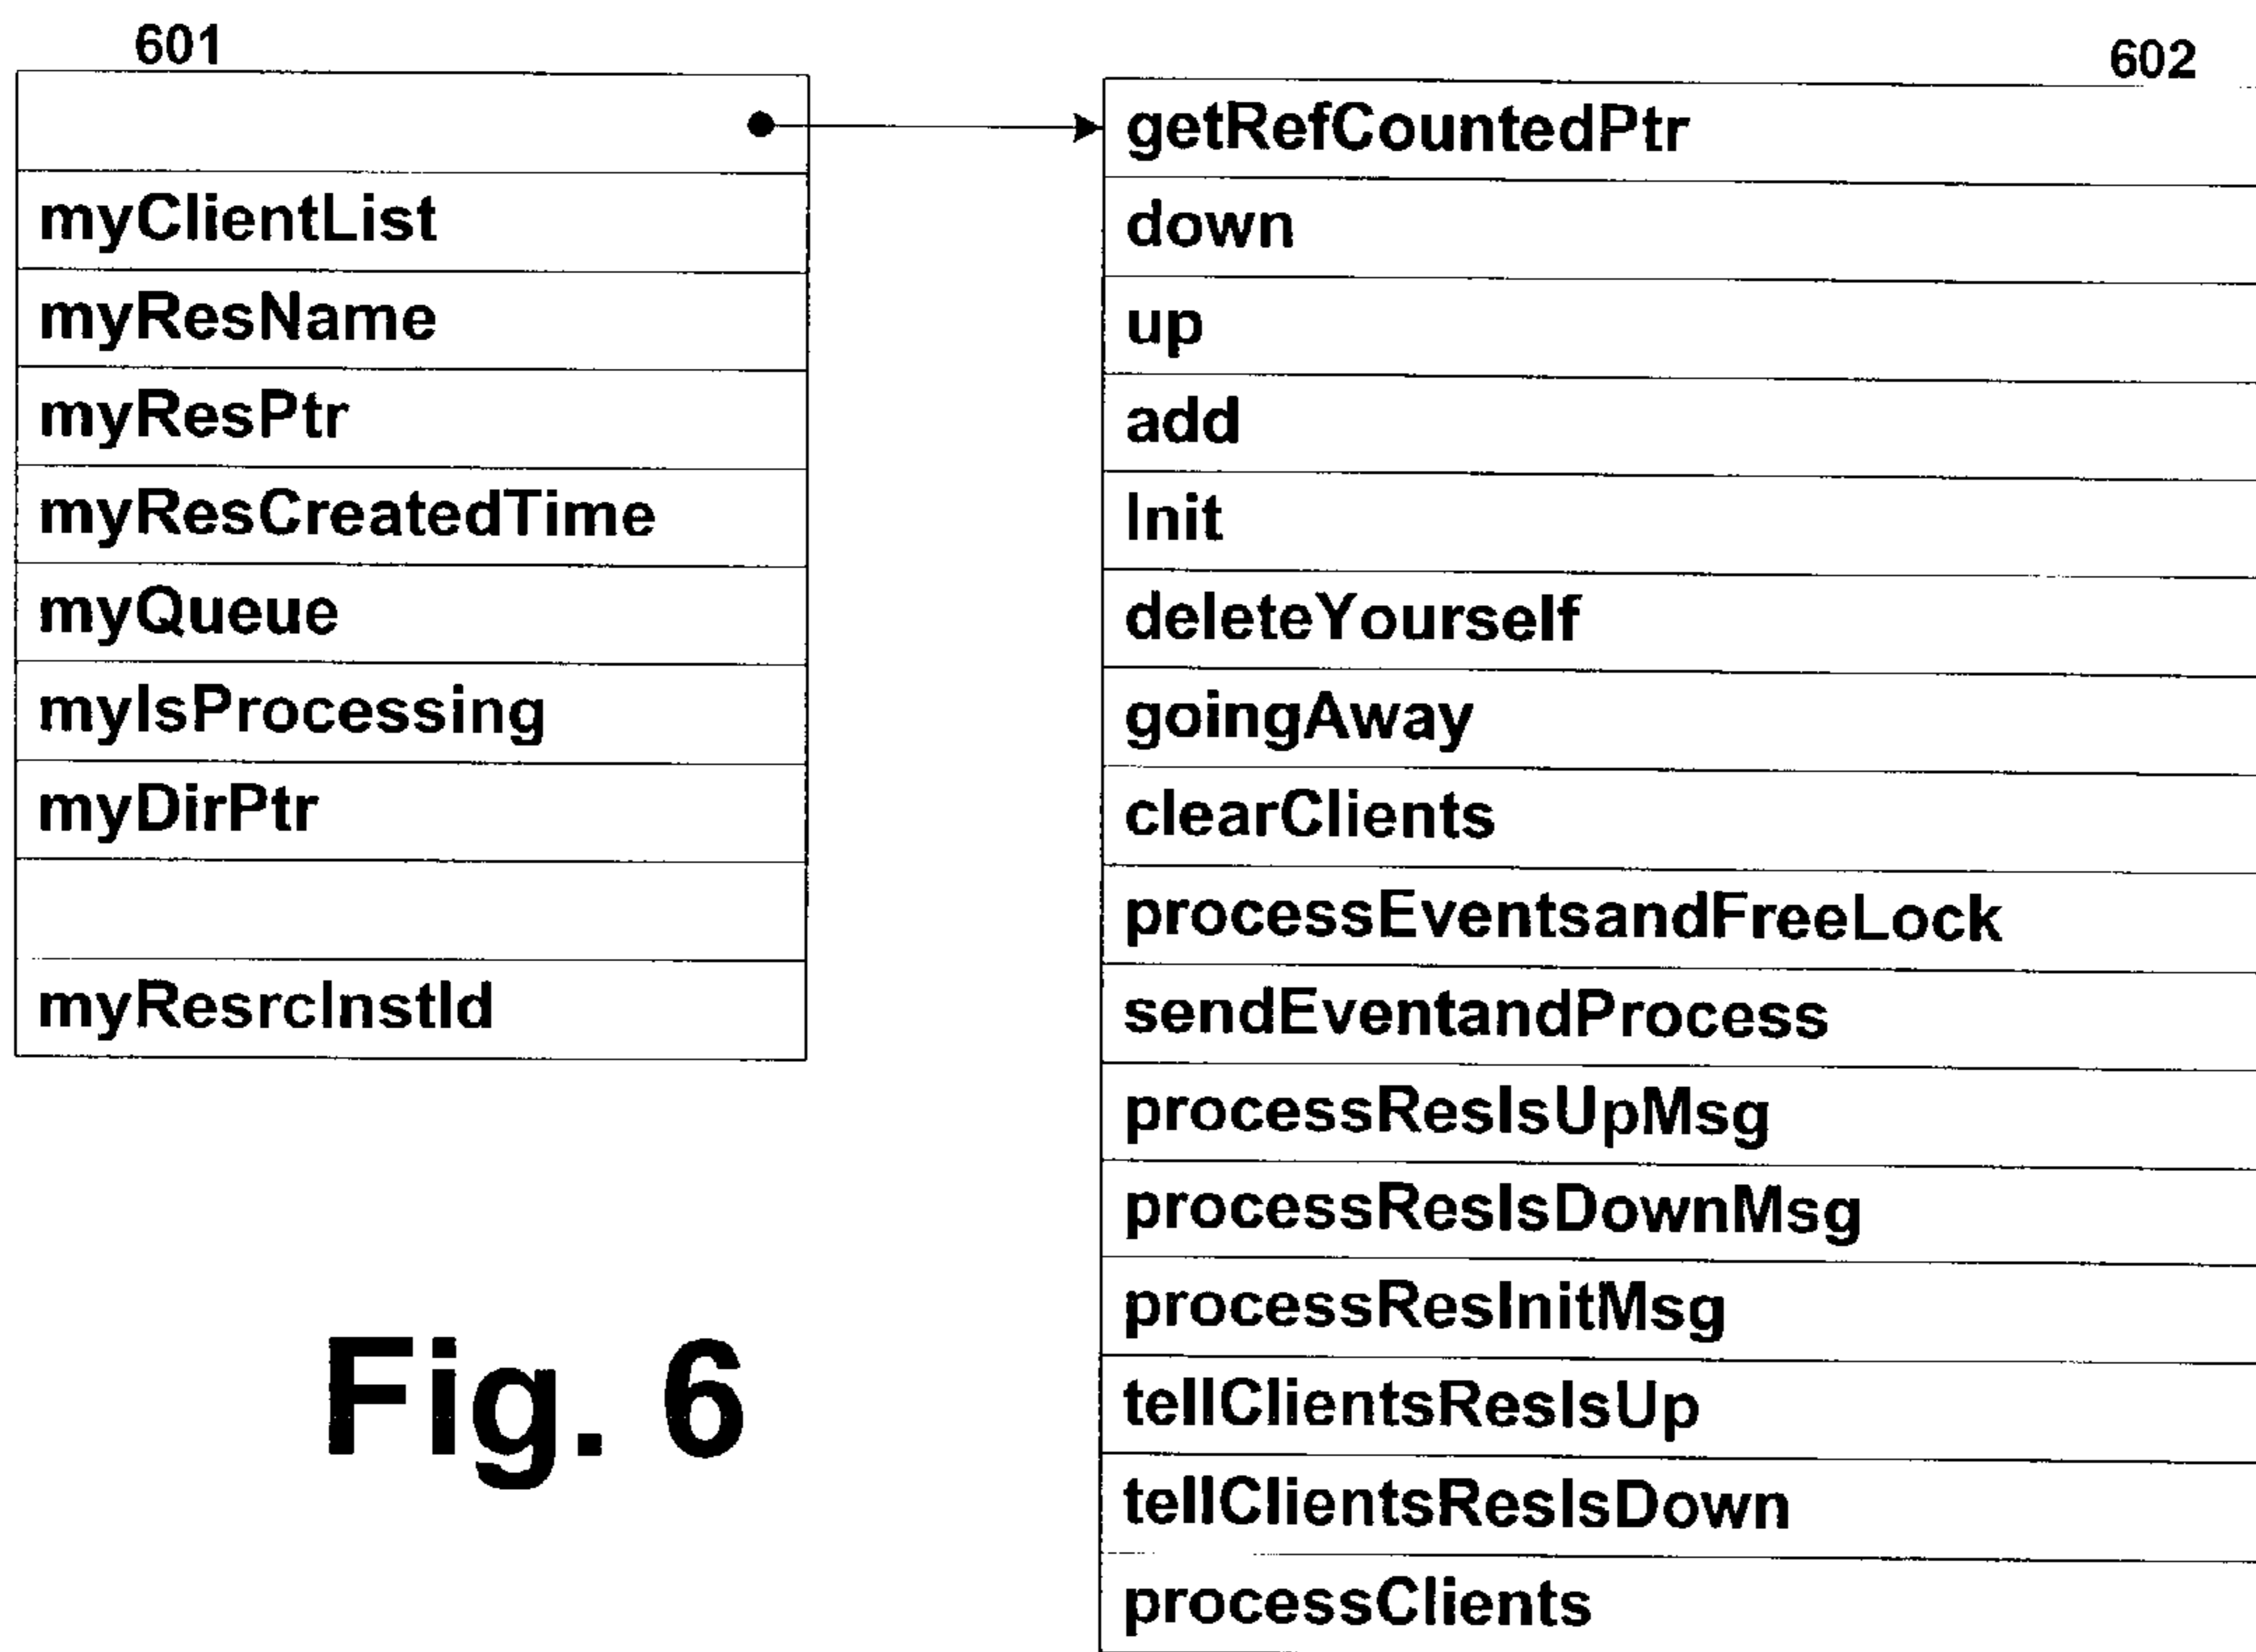 601
myClientList
myResName
myResPtr
myResCreatedTime
myQueue
myIsProcessing
myDirPtr
myResrcInstId
602
getRefCountedPtr
down
up
add
Init
deleteYourself
goingAway
clearClients
processEventsandFreeLock
sendEventandProcess
processResIsUpMsg
processResIsDownMsg
processResInitMsg
tellClientsResIsUp
tellClientsResIsDown
processClients
Fig. 6